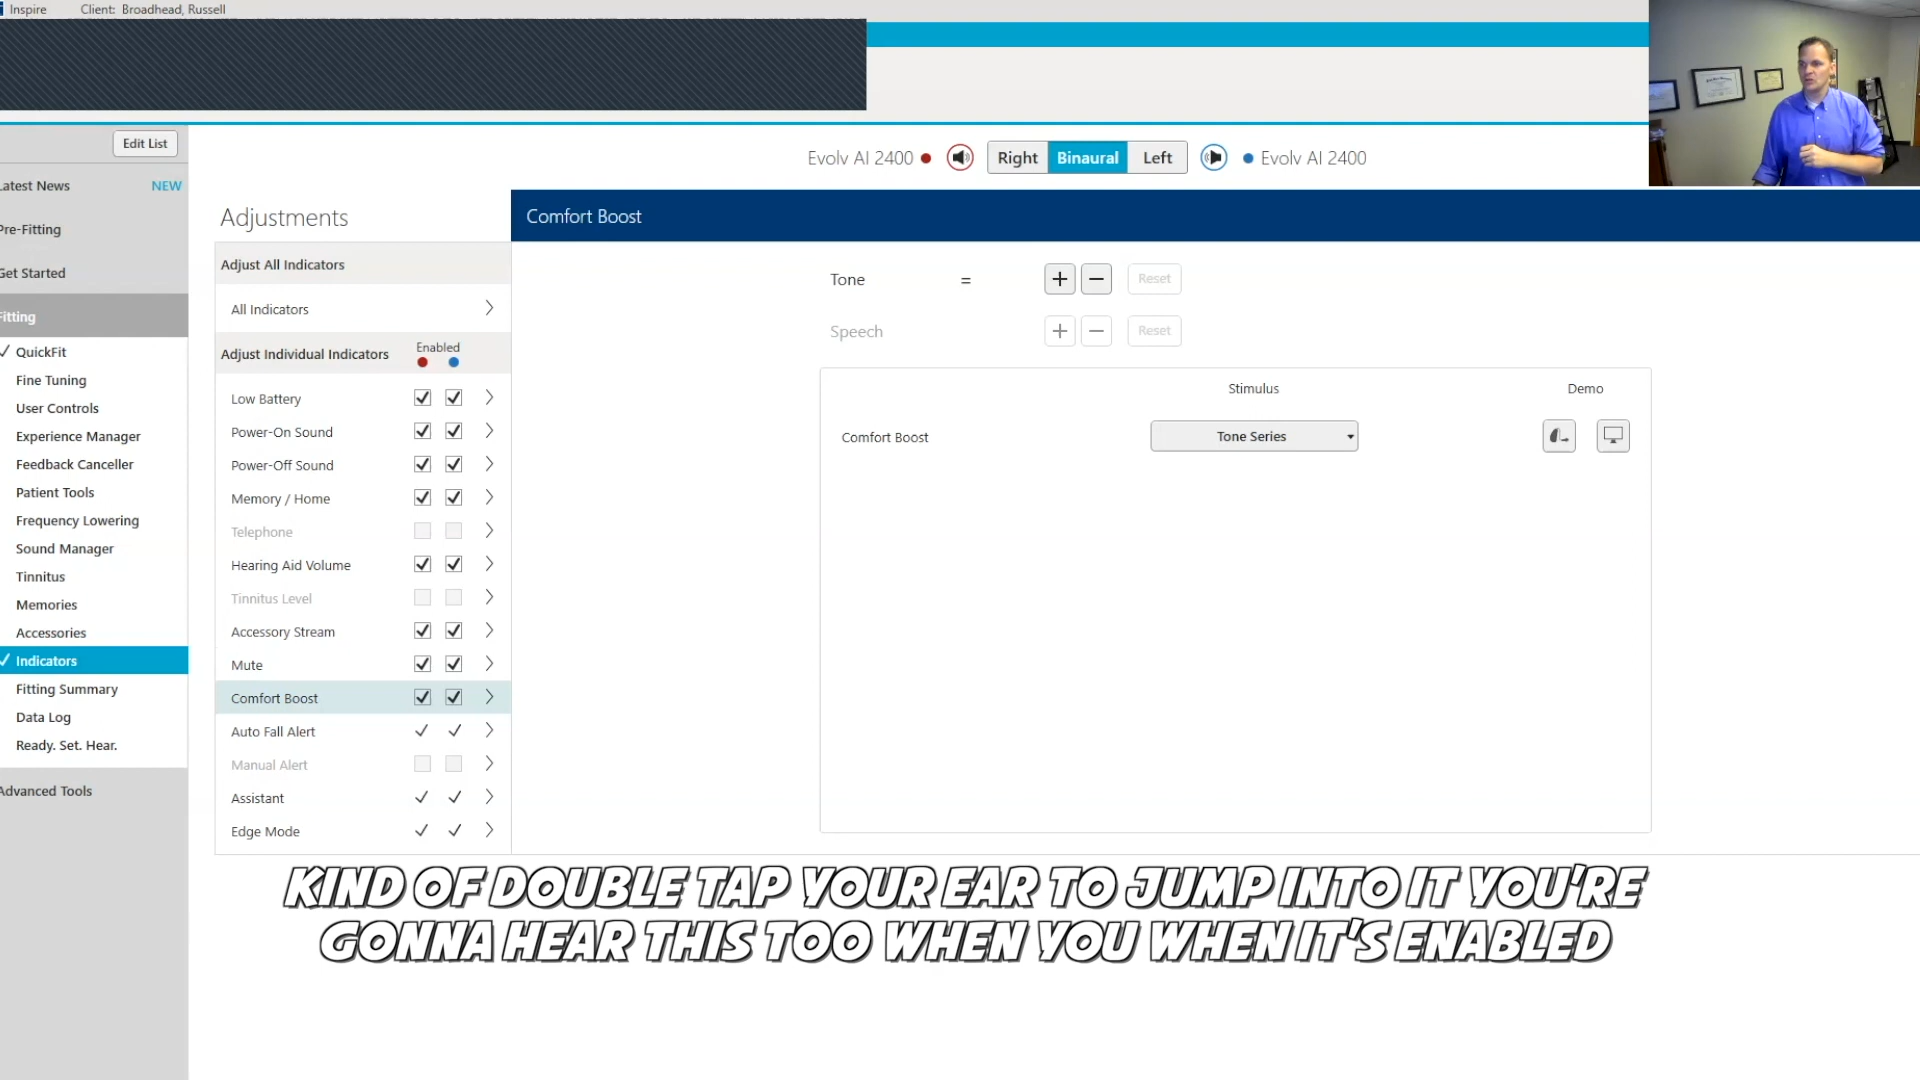 Inspire Client: Broadhead, Russell
Edit List
Latest News NEW
Pre-Fitting
Get Started
Fitting
QuickFit
Fine Tuning
User Controls
Experience Manager
Feedback Canceller
Patient Tools
Frequency Lowering
Sound Manager
Tinnitus
Memories
Accessories
Indicators
Fitting Summary
Data Log
Ready. Set. Hear.
Advanced Tools
Evolv AI 2400 Right Binaural Left Evolv AI 2400
Adjustments
Adjust All Indicators
All Indicators
Adjust Individual Indicators Enabled
Low Battery
Power-On Sound
Power-Off Sound
Memory / Home
Telephone
Hearing Aid Volume
Tinnitus Level
Accessory Stream
Mute
Comfort Boost
Auto Fall Alert
Manual Alert
Assistant
Edge Mode
Comfort Boost
Tone = + − Reset
Speech + − Reset
Stimulus Demo
Comfort Boost Tone Series
KIND OF DOUBLE TAP YOUR EAR TO JUMP INTO IT YOU'RE
GONNA HEAR THIS TOO WHEN YOU WHEN IT'S ENABLED